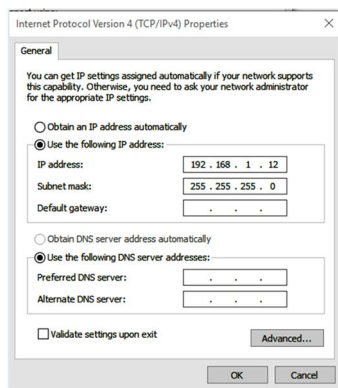 Internet Protocol Version 4 (TCP/IPv4) Properties
General
You can get IP settings assigned automatically if your network supports
this capability. Otherwise, you need to ask your network administrator
for the appropriate IP settings.
Obtain an IP address automatically
Use the following IP address:
IP address: 192 . 168 . 1 . 12
Subnet mask: 255 . 255 . 255 . 0
Default gateway: . . .
Obtain DNS server address automatically
Use the following DNS server addresses:
Preferred DNS server: . . .
Alternate DNS server: . . .
Validate settings upon exit
Advanced...
OK Cancel